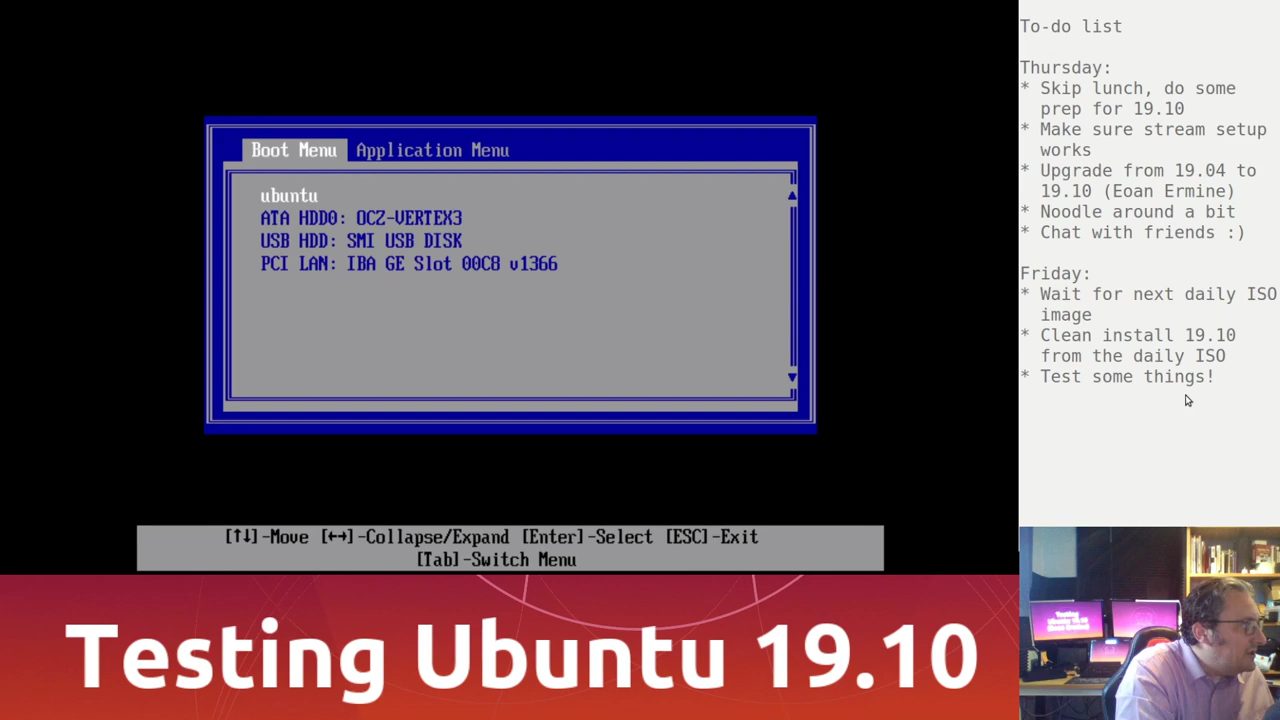 Boot Menu Application Menu
ubuntu
ATA HDD0: OCZ-VERTEX3
USB HDD: SMI USB DISK
PCI LAN: IBA GE Slot 00C8 v1366
[↑↓]-Move [↔]-Collapse/Expand [Enter]-Select [ESC]-Exit
[Tab]-Switch Menu
Testing Ubuntu 19.10
To-do list
Thursday:
* Skip lunch, do some
prep for 19.10
* Make sure stream setup
works
* Upgrade from 19.04 to
19.10 (Eoan Ermine)
* Noodle around a bit
* Chat with friends :)
Friday:
* Wait for next daily ISO
image
* Clean install 19.10
from the daily ISO
* Test some things!